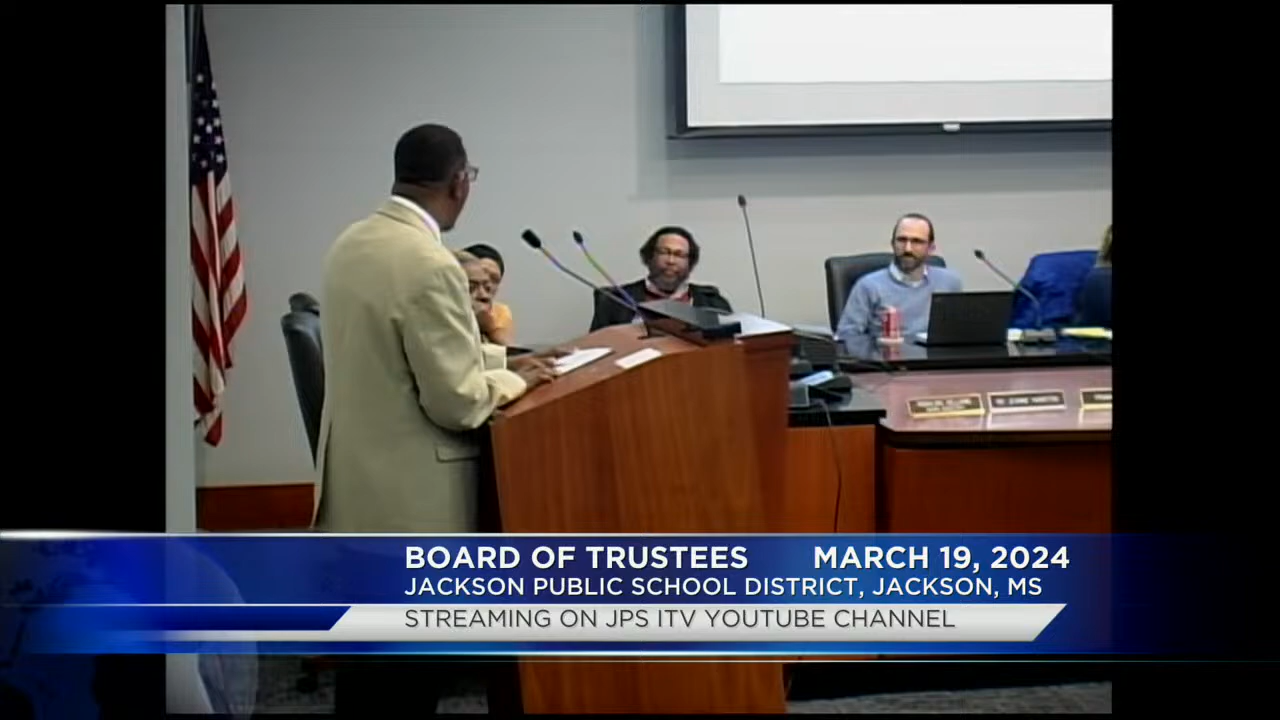 BOARD OF TRUSTEES MARCH 19, 2024
JACKSON PUBLIC SCHOOL DISTRICT, JACKSON, MS
STREAMING ON JPS ITV YOUTUBE CHANNEL